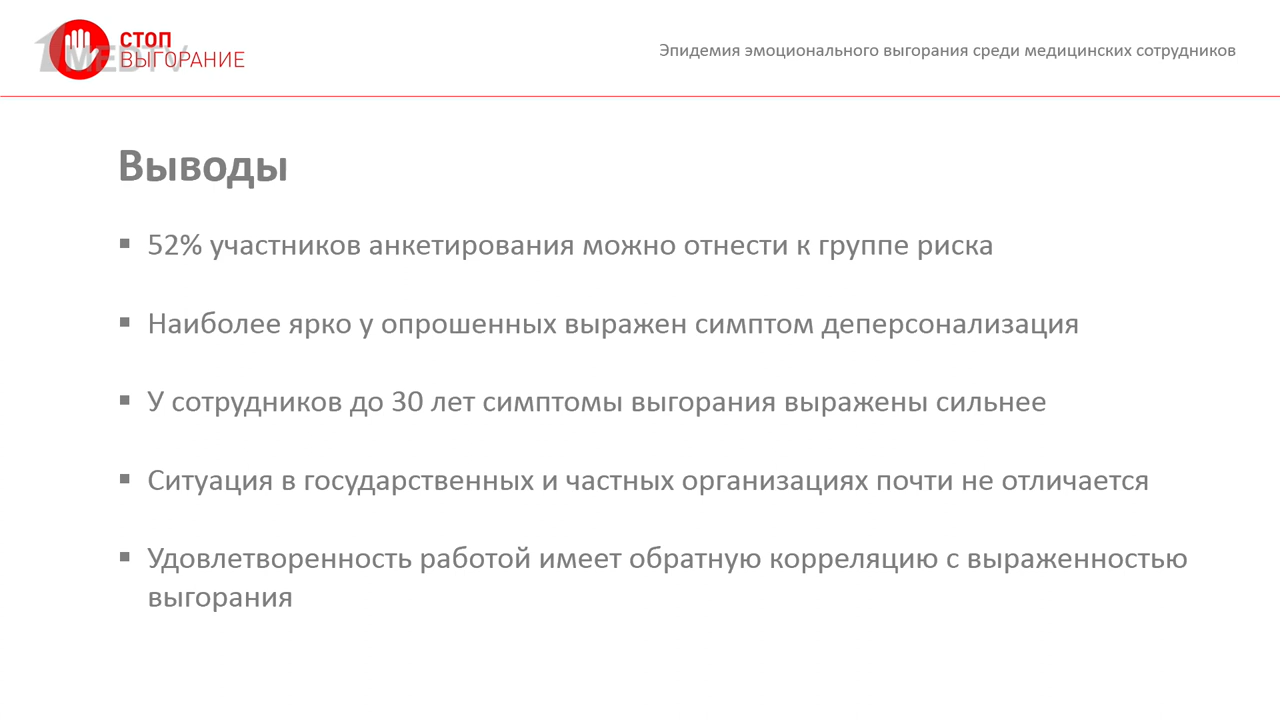 СТОП
ВЫГОРАНИЕ
1MEDTV
Эпидемия эмоционального выгорания среди медицинских сотрудников
Выводы
▪ 52% участников анкетирования можно отнести к группе риска
▪ Наиболее ярко у опрошенных выражен симптом деперсонализация
▪ У сотрудников до 30 лет симптомы выгорания выражены сильнее
▪ Ситуация в государственных и частных организациях почти не отличается
▪ Удовлетворенность работой имеет обратную корреляцию с выраженностью
выгорания